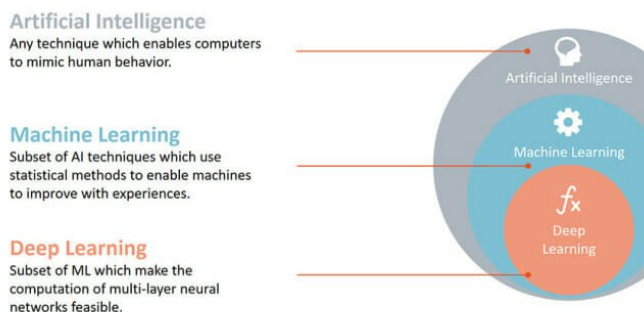 Artificial Intelligence
Any technique which enables computers
to mimic human behavior.
Machine Learning
Subset of AI techniques which use
statistical methods to enable machines
to improve with experiences.
Deep Learning
Subset of ML which make the
computation of multi-layer neural
networks feasible.
Artificial Intelligence
Machine Learning
fx
Deep
Learning